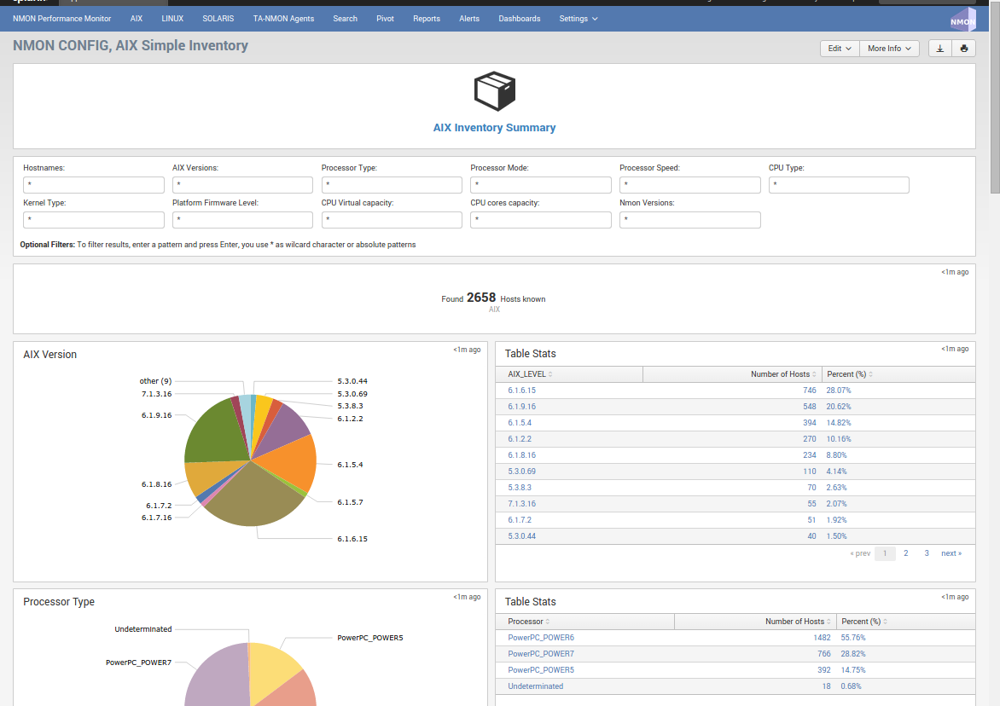 NMON Performance Monitor AIX LINUX SOLARIS TA-NMON Agents Search Pivot Reports Alerts Dashboards Settings NMON
NMON CONFIG, AIX Simple Inventory Edit More Info
AIX Inventory Summary
Hostnames: AIX Versions: Processor Type: Processor Mode: Processor Speed: CPU Type:
* * * * * *
Kernel Type: Platform Firmware Level: CPU Virtual capacity: CPU cores capacity: Nmon Versions:
* * * * *
Optional Filters: To filter results, enter a pattern and press Enter, you use * as wilcard character or absolute patterns
<1m ago
Found 2658 Hosts known
AIX
AIX Version <1m ago
other (9) 5.3.0.44
7.1.3.16 5.3.0.69
5.3.8.3
6.1.9.16 6.1.2.2
6.1.5.4
6.1.8.16
6.1.7.2 6.1.5.7
6.1.7.16
6.1.6.15
Table Stats <1m ago
AIX_LEVEL Number of Hosts Percent (%)
6.1.6.15 746 28.07%
6.1.9.16 548 20.62%
6.1.5.4 394 14.82%
6.1.2.2 270 10.16%
6.1.8.16 234 8.80%
5.3.0.69 110 4.14%
5.3.8.3 70 2.63%
7.1.3.16 55 2.07%
6.1.7.2 51 1.92%
5.3.0.44 40 1.50%
« prev 1 2 3 next »
Processor Type <1m ago
Undeterminated PowerPC_POWER5
PowerPC_POWER7
Table Stats <1m ago
Processor Number of Hosts Percent (%)
PowerPC_POWER6 1482 55.76%
PowerPC_POWER7 766 28.82%
PowerPC_POWER5 392 14.75%
Undeterminated 18 0.68%